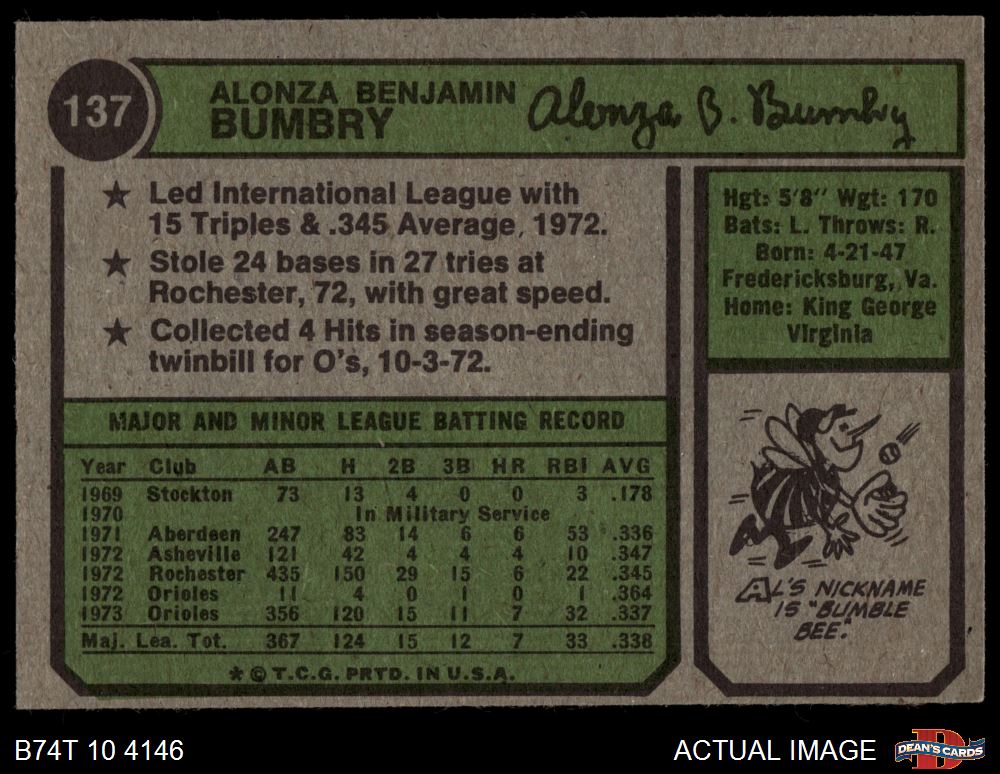 137
ALONZA BENJAMIN
BUMBRY
Alonza B. Bumbry
★ Led International League with
15 Triples & .345 Average, 1972.
★ Stole 24 bases in 27 tries at
Rochester, 72, with great speed.
★ Collected 4 Hits in season-ending
twinbill for O's, 10-3-72.
Hgt: 5'8" Wgt: 170
Bats: L. Throws: R.
Born: 4-21-47
Fredericksburg, Va.
Home: King George
Virginia
MAJOR AND MINOR LEAGUE BATTING RECORD
Year Club AB H 2B 3B HR RBI AVG
1969 Stockton 73 13 4 0 0 3 .178
1970 In Military Service
1971 Aberdeen 247 83 14 6 6 53 .336
1972 Asheville 121 42 4 4 4 10 .347
1972 Rochester 435 150 29 15 6 22 .345
1972 Orioles 11 4 0 1 0 1 .364
1973 Orioles 356 120 15 11 7 32 .337
Maj. Lea. Tot. 367 124 15 12 7 33 .338
* © T.C.G. PRTD. IN U.S.A.
AL'S NICKNAME
IS "BUMBLE
BEE."
B74T 10 4146
ACTUAL IMAGE
DEAN'S CARDS